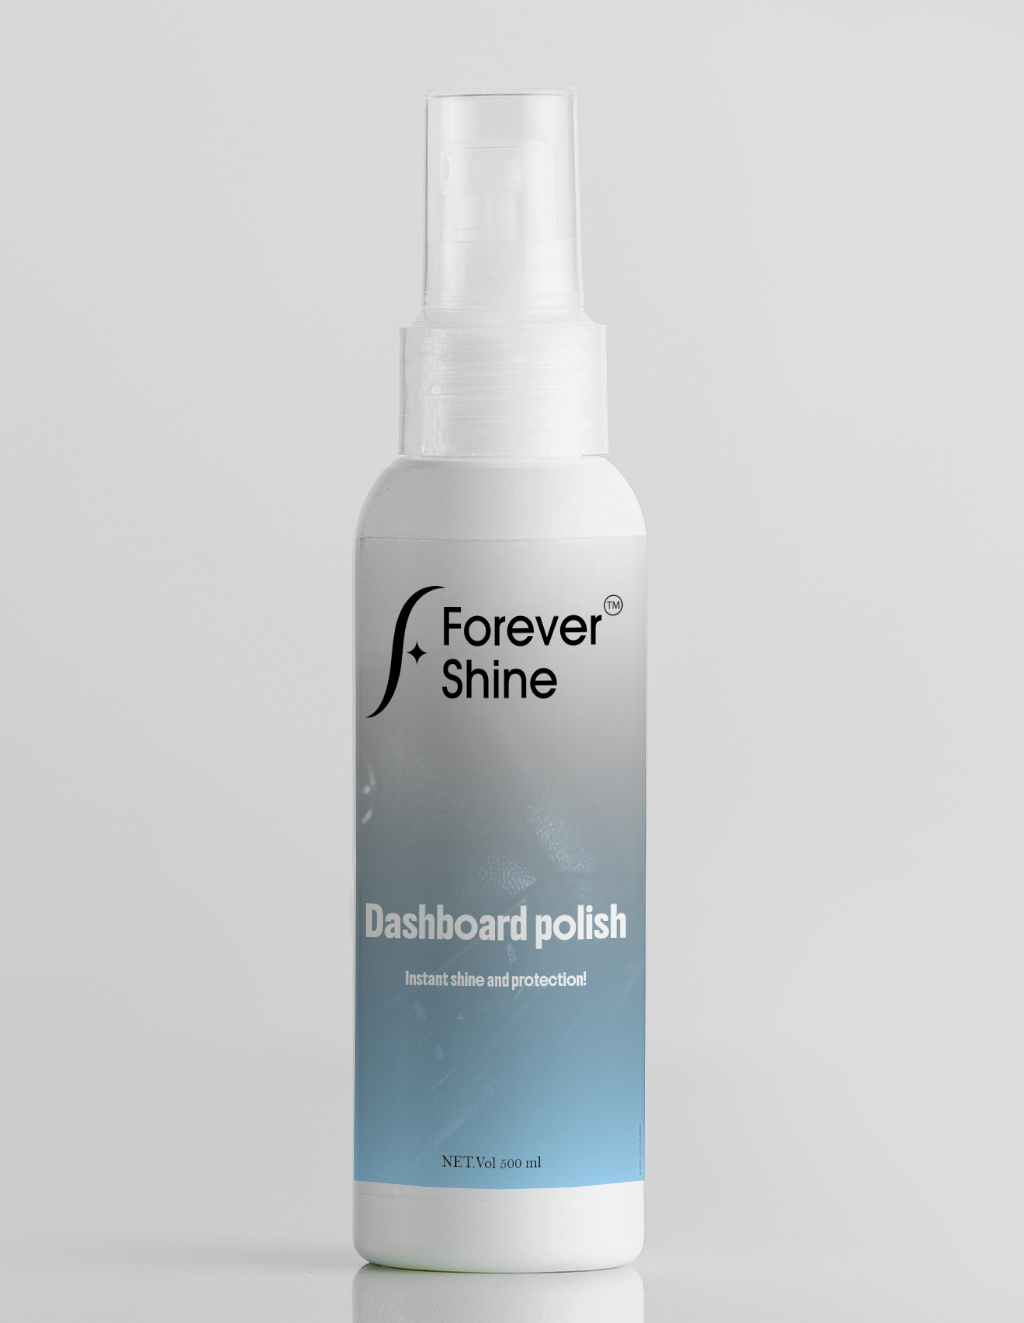 Forever ™
Shine
Dashboard polish
Instant shine and protection!
NET.Vol 500 ml